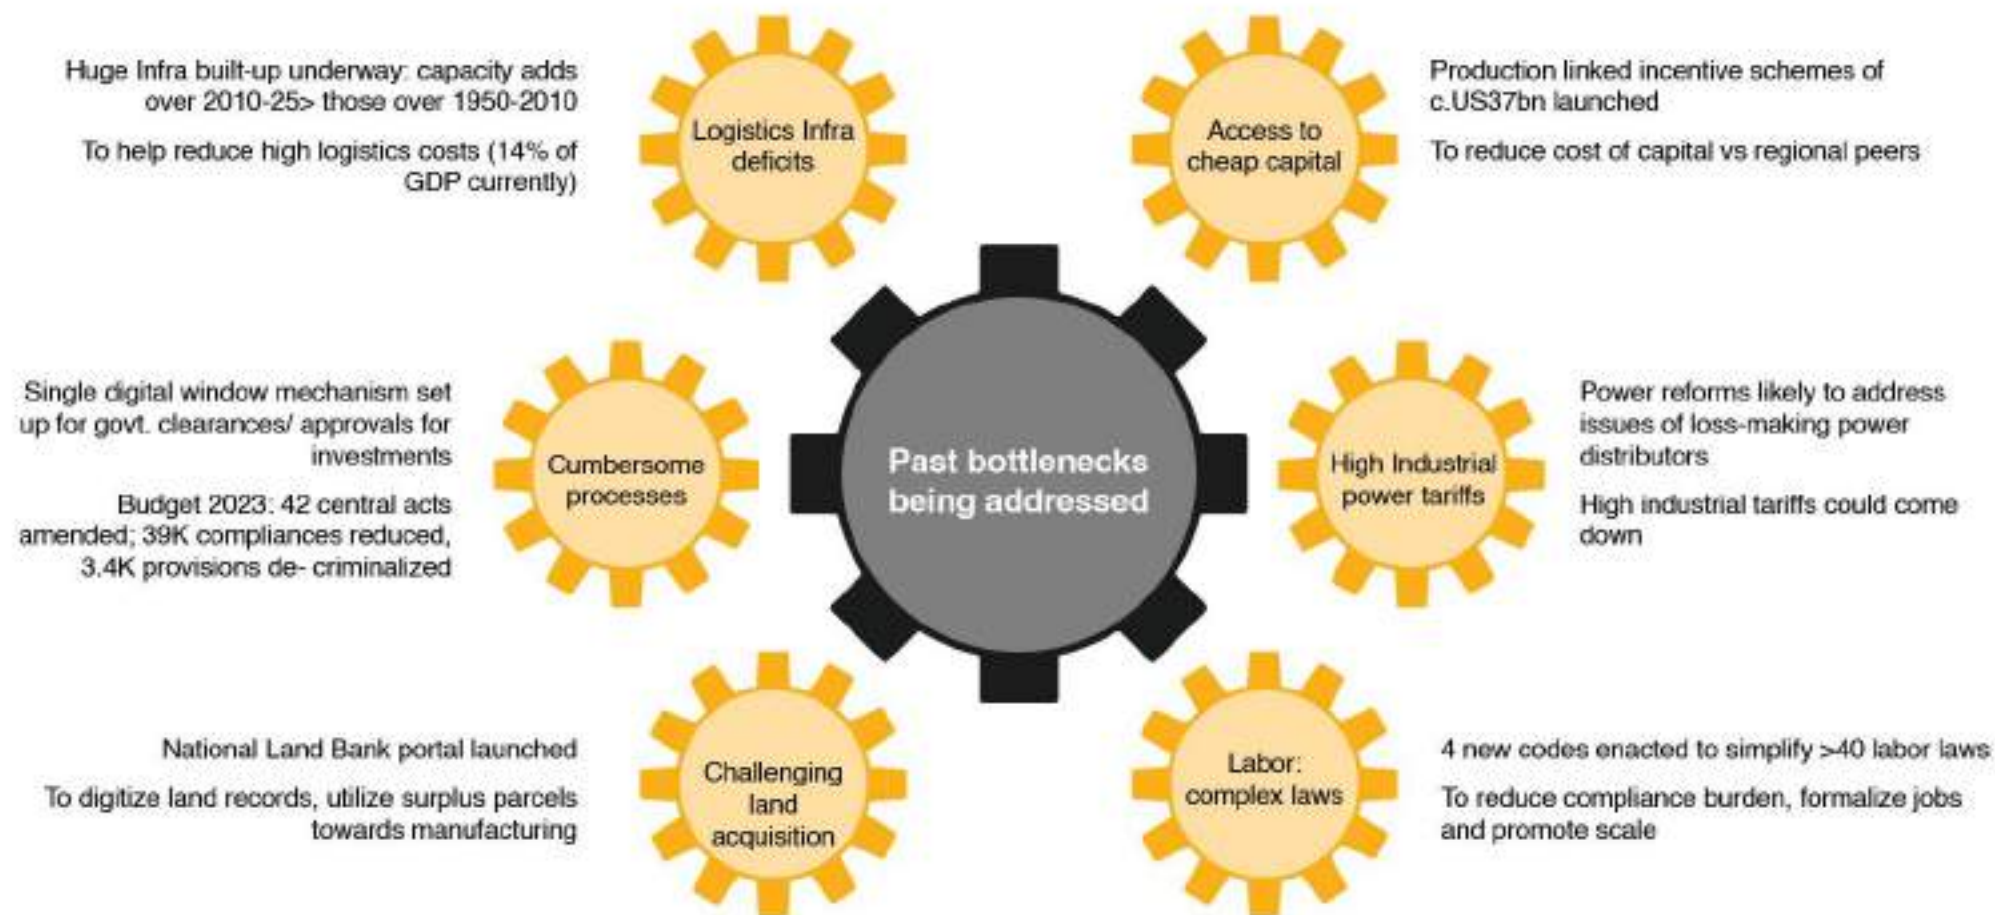 Huge Infra built-up underway: capacity adds
over 2010-25> those over 1950-2010
To help reduce high logistics costs (14% of
GDP currently)
Logistics Infra
deficits
Access to
cheap capital
Production linked incentive schemes of
c.US37bn launched
To reduce cost of capital vs regional peers
Single digital window mechanism set
up for govt. clearances/ approvals for
investments
Budget 2023: 42 central acts
amended; 39K compliances reduced,
3.4K provisions de- criminalized
Cumbersome
processes
Past bottlenecks
being addressed
High Industrial
power tariffs
Power reforms likely to address
issues of loss-making power
distributors
High industrial tariffs could come
down
National Land Bank portal launched
To digitize land records, utilize surplus parcels
towards manufacturing
Challenging
land
acquisition
Labor:
complex laws
4 new codes enacted to simplify >40 labor laws
To reduce compliance burden, formalize jobs
and promote scale